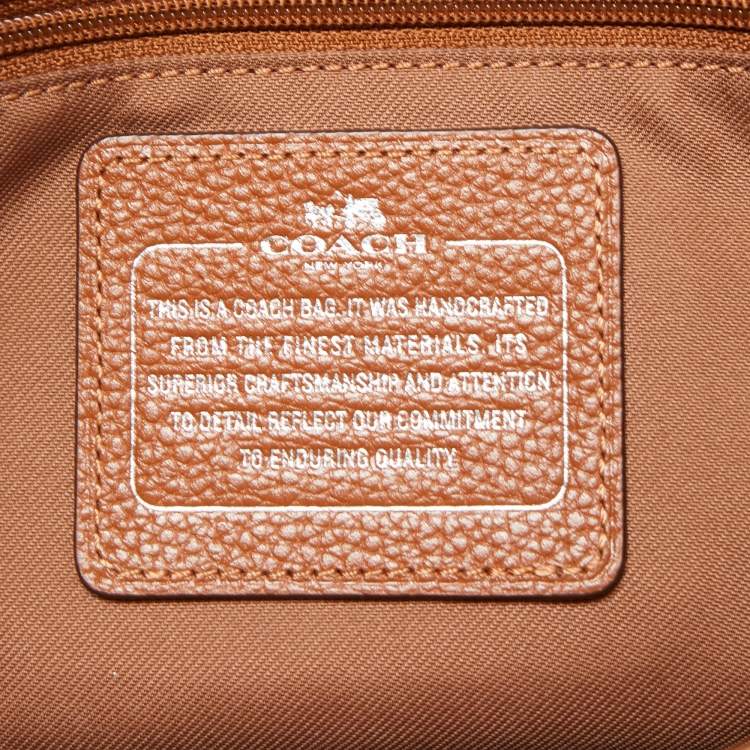 COACH
NEW YORK
THIS IS A COACH BAG. IT WAS HANDCRAFTED
FROM THE FINEST MATERIALS. ITS
SUPERIOR CRAFTSMANSHIP AND ATTENTION
TO DETAIL REFLECT OUR COMMITMENT
TO ENDURING QUALITY.